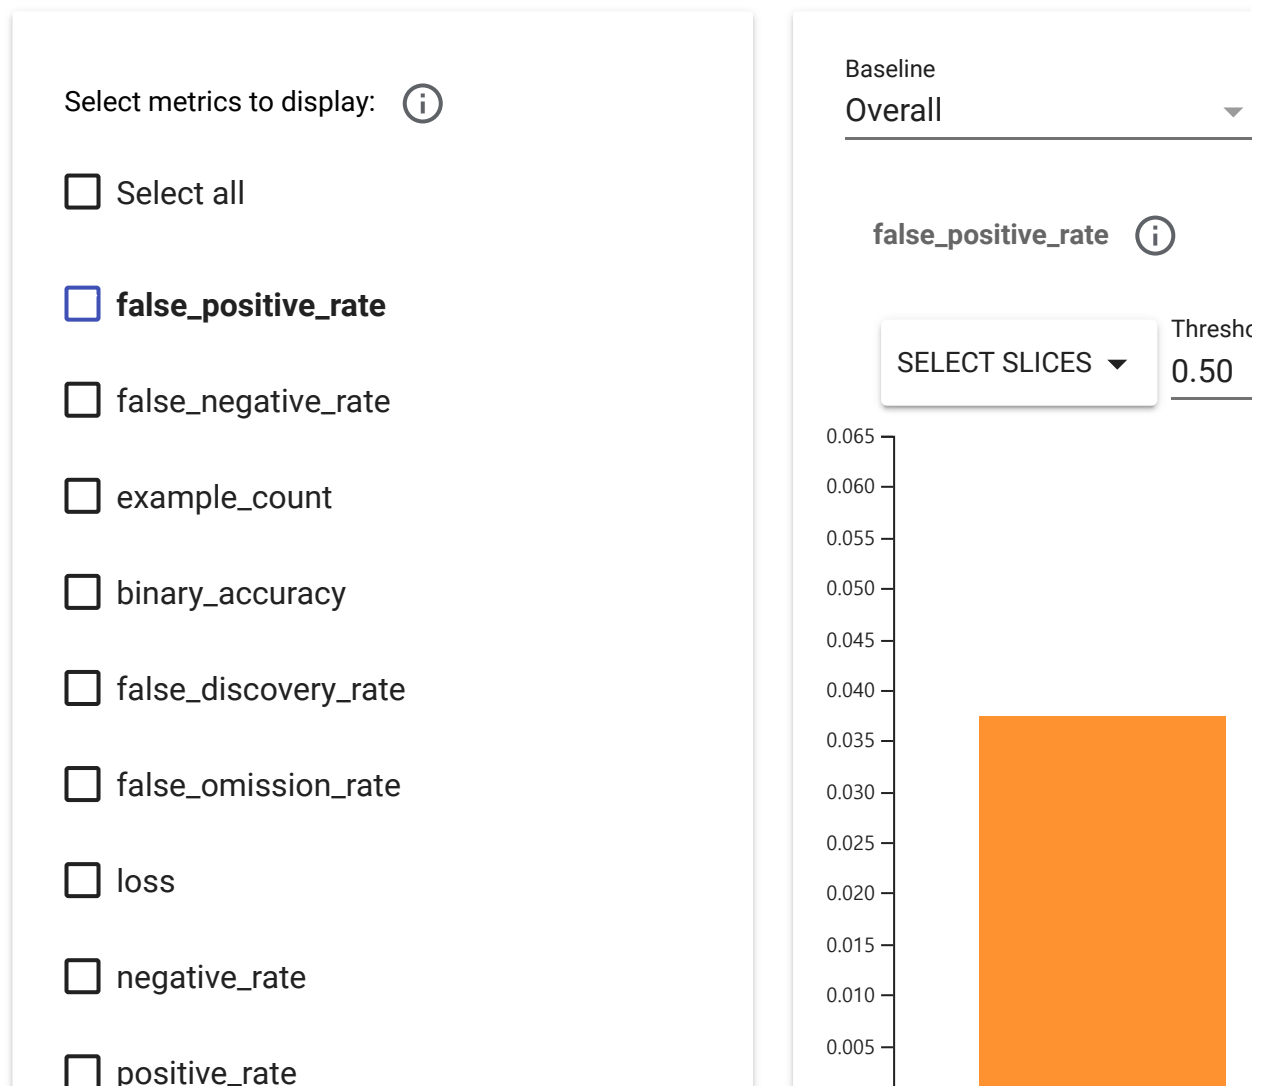 Select metrics to display:
Select all
false_positive_rate
false_negative_rate
example_count
binary_accuracy
false_discovery_rate
false_omission_rate
loss
negative_rate
positive_rate
Baseline
Overall
false_positive_rate
SELECT SLICES
Thresho
0.50
0.065
0.060
0.055
0.050
0.045
0.040
0.035
0.030
0.025
0.020
0.015
0.010
0.005